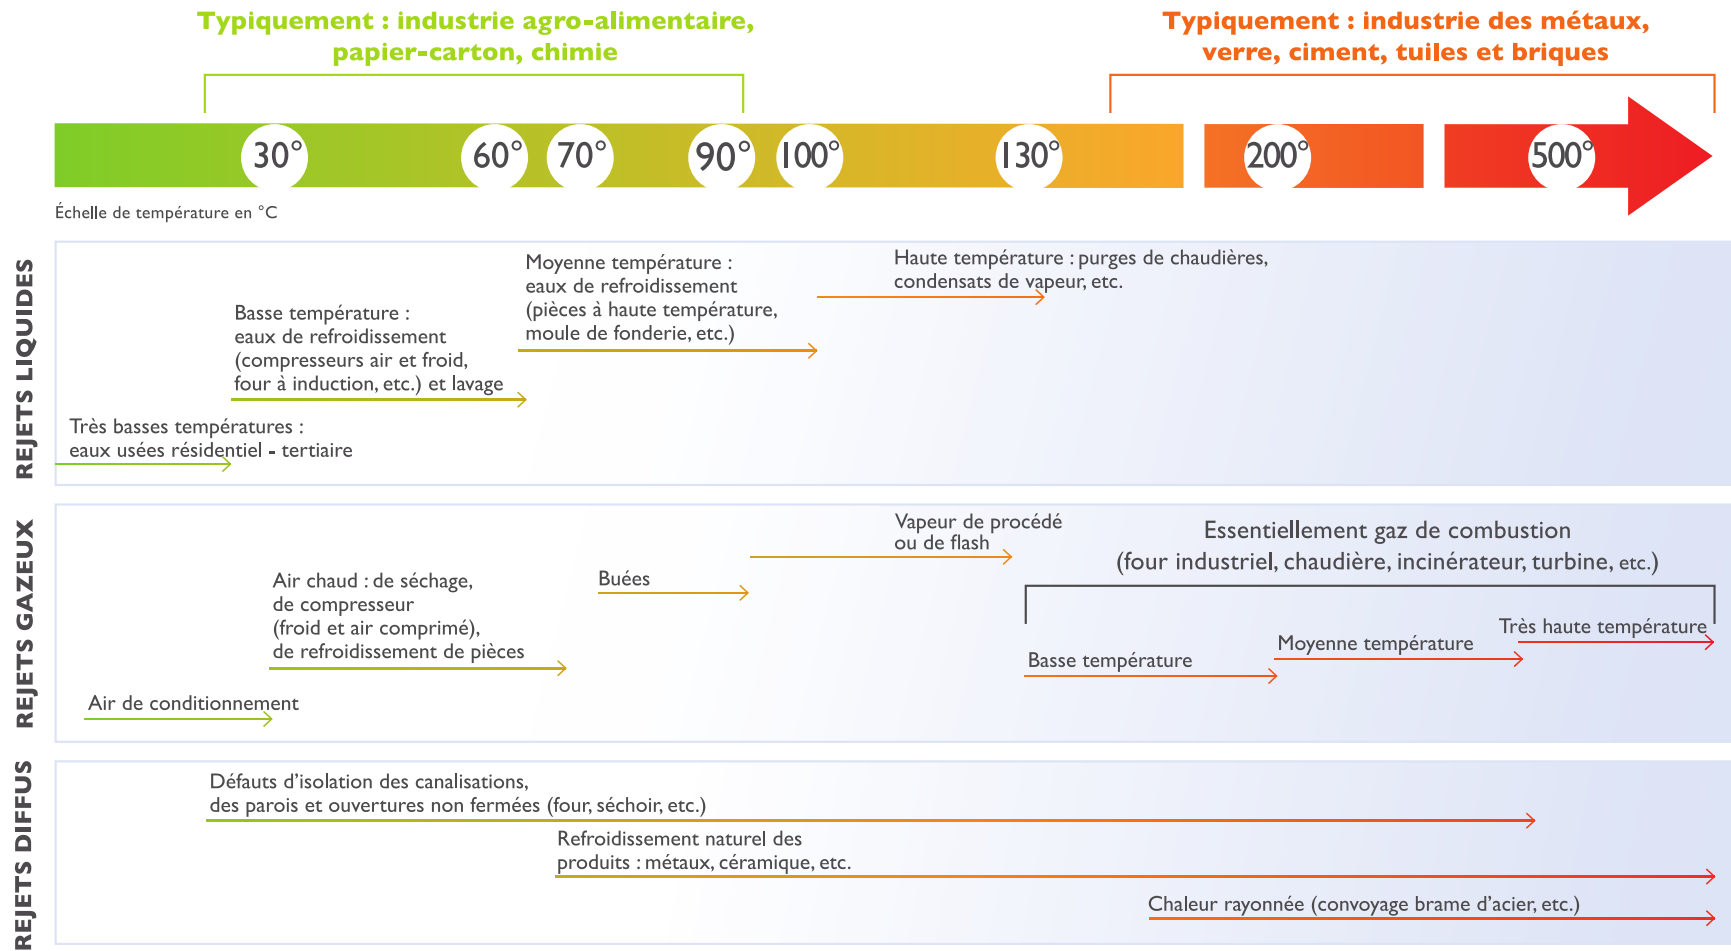 Typiquement : industrie agro-alimentaire,
papier-carton, chimie
Typiquement : industrie des métaux,
verre, ciment, tuiles et briques
30°
60°
70°
90°
100°
130°
200°
500°
Échelle de température en °C
REJETS LIQUIDES
Haute température : purges de chaudières,
condensats de vapeur, etc.
Moyenne température :
eaux de refroidissement
(pièces à haute température,
moule de fonderie, etc.)
Basse température :
eaux de refroidissement
(compresseurs air et froid,
four à induction, etc.) et lavage
Très basses températures :
eaux usées résidentiel - tertiaire
REJETS GAZEUX
Vapeur de procédé
ou de flash
Essentiellement gaz de combustion
(four industriel, chaudière, incinérateur, turbine, etc.)
Buées
Air chaud : de séchage,
de compresseur
(froid et air comprimé),
de refroidissement de pièces
Très haute température
Moyenne température
Basse température
Air de conditionnement
REJETS DIFFUS
Défauts d’isolation des canalisations,
des parois et ouvertures non fermées (four, séchoir, etc.)
Refroidissement naturel des
produits : métaux, céramique, etc.
Chaleur rayonnée (convoyage brame d’acier, etc.)